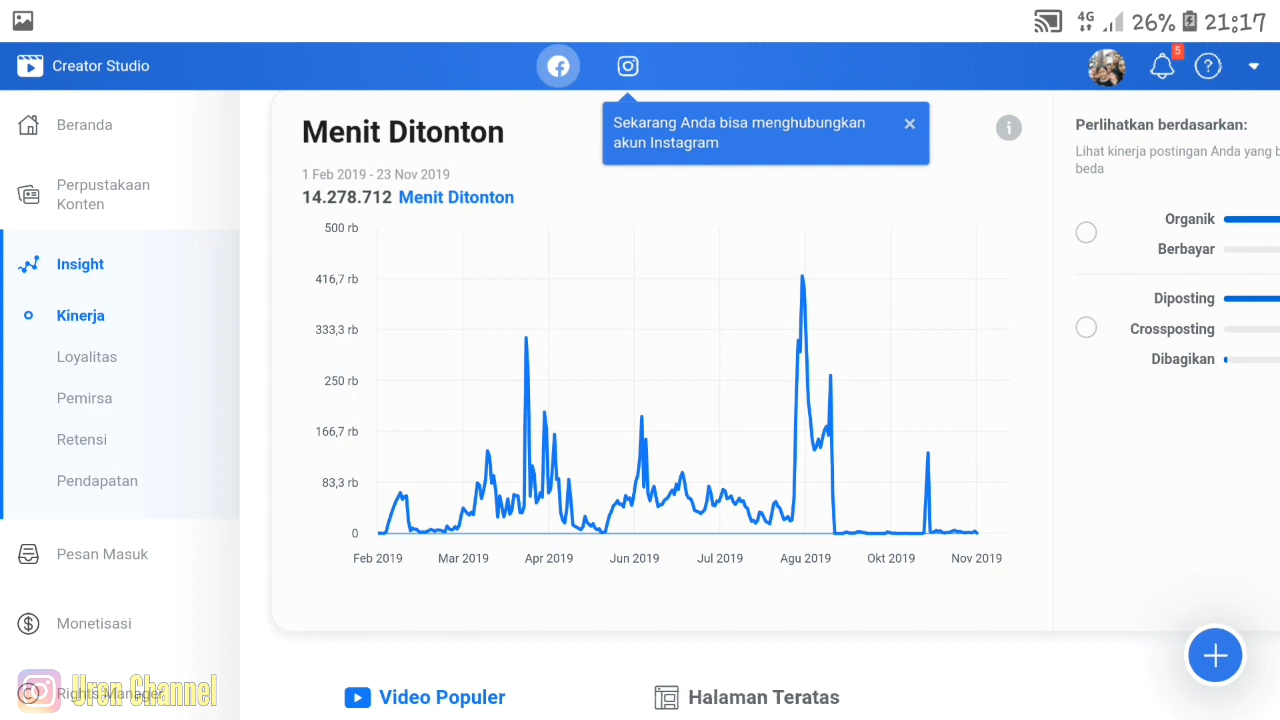 4G 26% 21:17
Creator Studio
5
Beranda
Perpustakaan
Konten
Insight
Kinerja
Loyalitas
Pemirsa
Retensi
Pendapatan
Pesan Masuk
Monetisasi
Rights Manager
Uren Channel
Menit Ditonton
Sekarang Anda bisa menghubungkan
akun Instagram
1 Feb 2019 - 23 Nov 2019
14.278.712 Menit Ditonton
500 rb
416,7 rb
333,3 rb
250 rb
166,7 rb
83,3 rb
0
Feb 2019 Mar 2019 Apr 2019 Jun 2019 Jul 2019 Agu 2019 Okt 2019 Nov 2019
Perlihatkan berdasarkan:
Lihat kinerja postingan Anda yang b
beda
Organik
Berbayar
Diposting
Crossposting
Dibagikan
Video Populer
Halaman Teratas